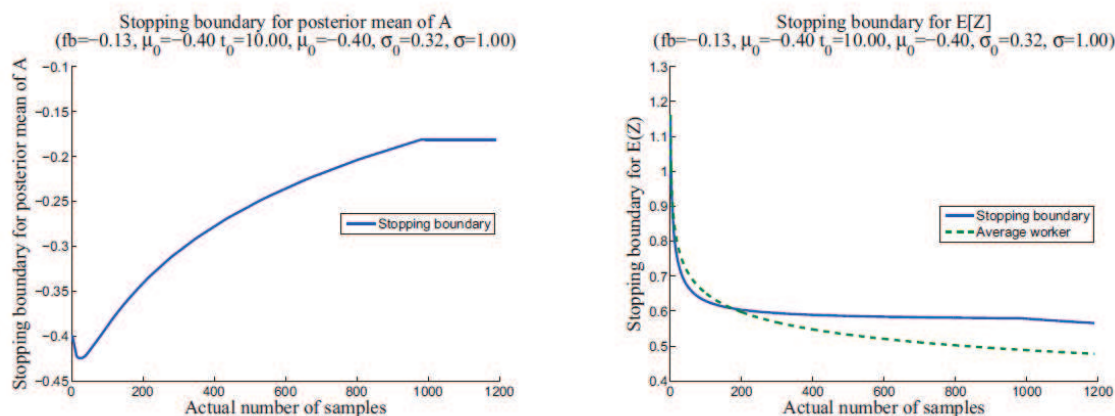 Stopping boundary for posterior mean of A
(fb=−0.13, μ₀=−0.40 t₀=10.00, μ₀=−0.40, σ₀=0.32, σ=1.00)
Stopping boundary for posterior mean of A
−0.1
−0.15
−0.2
−0.25
−0.3
−0.35
−0.4
−0.45
Stopping boundary
0
200
400
600
800
1000
1200
Actual number of samples
Stopping boundary for E[Z]
(fb=−0.13, μ₀=−0.40 t₀=10.00, μ₀=−0.40, σ₀=0.32, σ=1.00)
Stopping boundary for E(Z)
1.3
1.2
1.1
1
0.9
0.8
0.7
0.6
0.5
0.4
Stopping boundary
Average worker
0
200
400
600
800
1000
1200
Actual number of samples